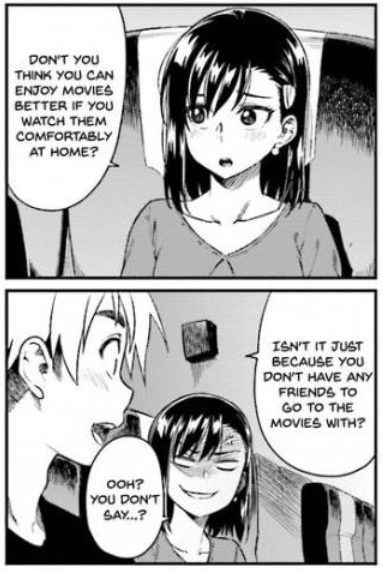 DON'T YOU
THINK YOU CAN
ENJOY MOVIES
BETTER IF YOU
WATCH THEM
COMFORTABLY
AT HOME?
ISN'T IT JUST
BECAUSE YOU
DON'T HAVE ANY
FRIENDS TO
GO TO THE
MOVIES WITH?
OOH?
YOU DON'T
SAY...?